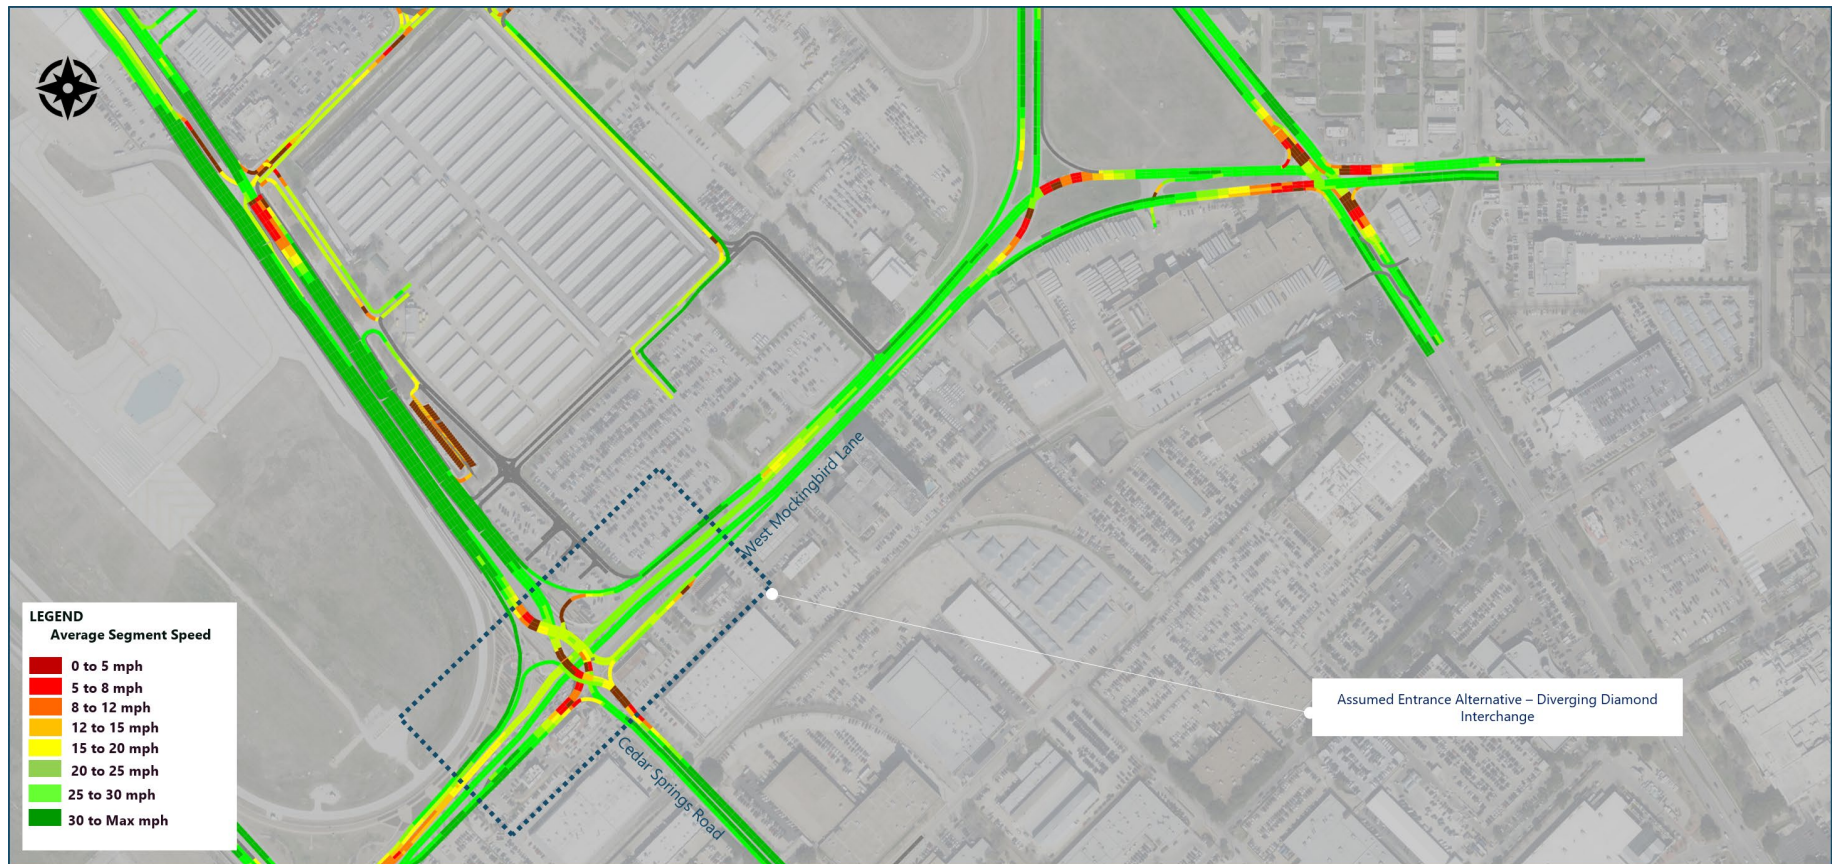 West Mockingbird Lane
LEGEND
Average Segment Speed
0 to 5 mph
5 to 8 mph
8 to 12 mph
12 to 15 mph
15 to 20 mph
20 to 25 mph
25 to 30 mph
30 to Max mph
Assumed Entrance Alternative – Diverging Diamond
Interchange
Cedar Springs Road